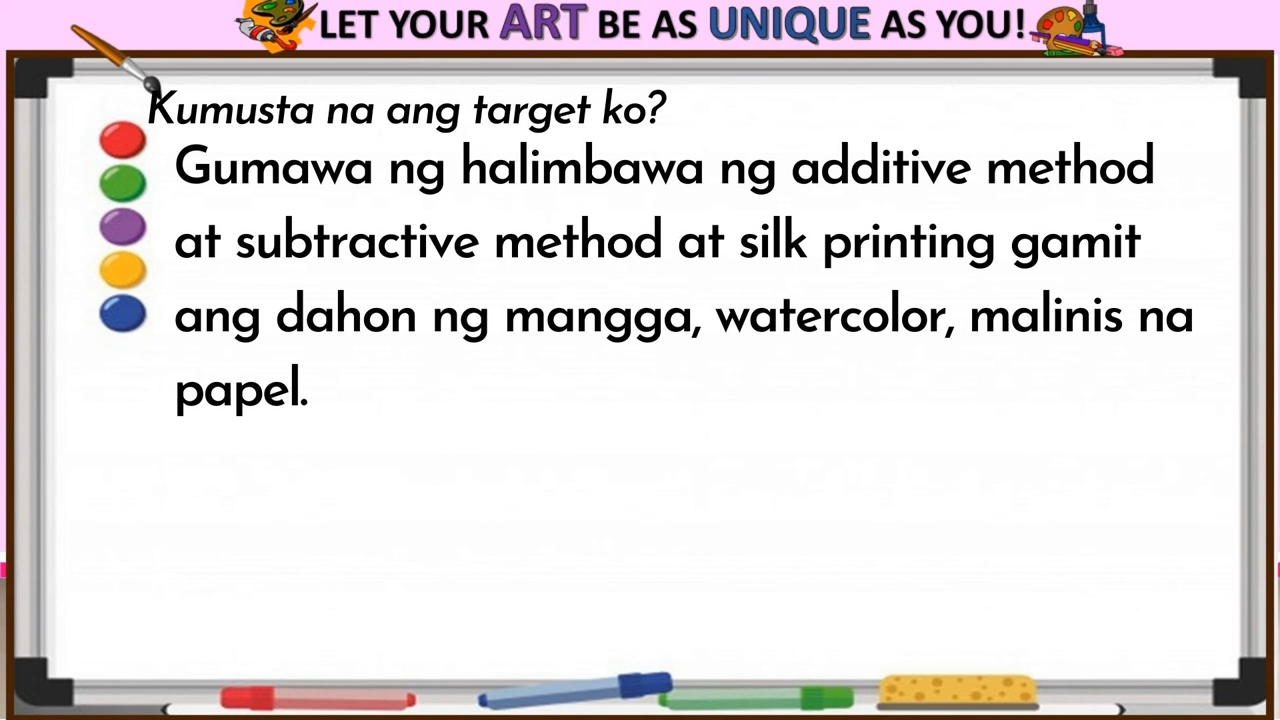 LET YOUR ART BE AS UNIQUE AS YOU!
Kumusta na ang target ko?
Gumawa ng halimbawa ng additive method
at subtractive method at silk printing gamit
ang dahon ng mangga, watercolor, malinis na
papel.